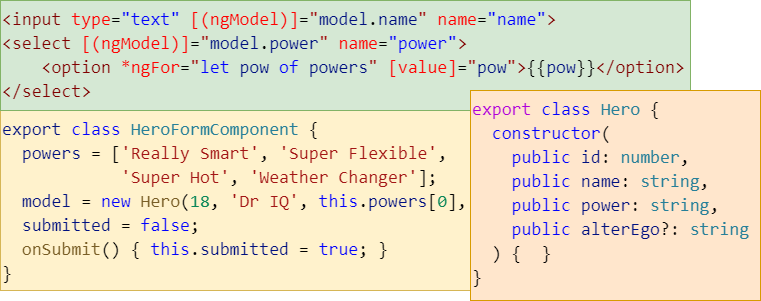 <input type="text" [(ngModel)]="model.name" name="name">
<select [(ngModel)]="model.power" name="power">
    <option *ngFor="let pow of powers" [value]="pow">{{pow}}</option>
</select>
export class HeroFormComponent {
  powers = ['Really Smart', 'Super Flexible',
            'Super Hot', 'Weather Changer'];
  model = new Hero(18, 'Dr IQ', this.powers[0],
  submitted = false;
  onSubmit() { this.submitted = true; }
}
export class Hero {
  constructor(
    public id: number,
    public name: string,
    public power: string,
    public alterEgo?: string
  ) {  }
}